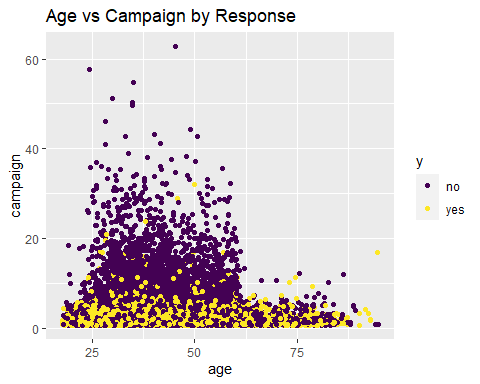 Age vs Campaign by Response
60
40
20
0
campaign
25 50 75
age
y
no
yes